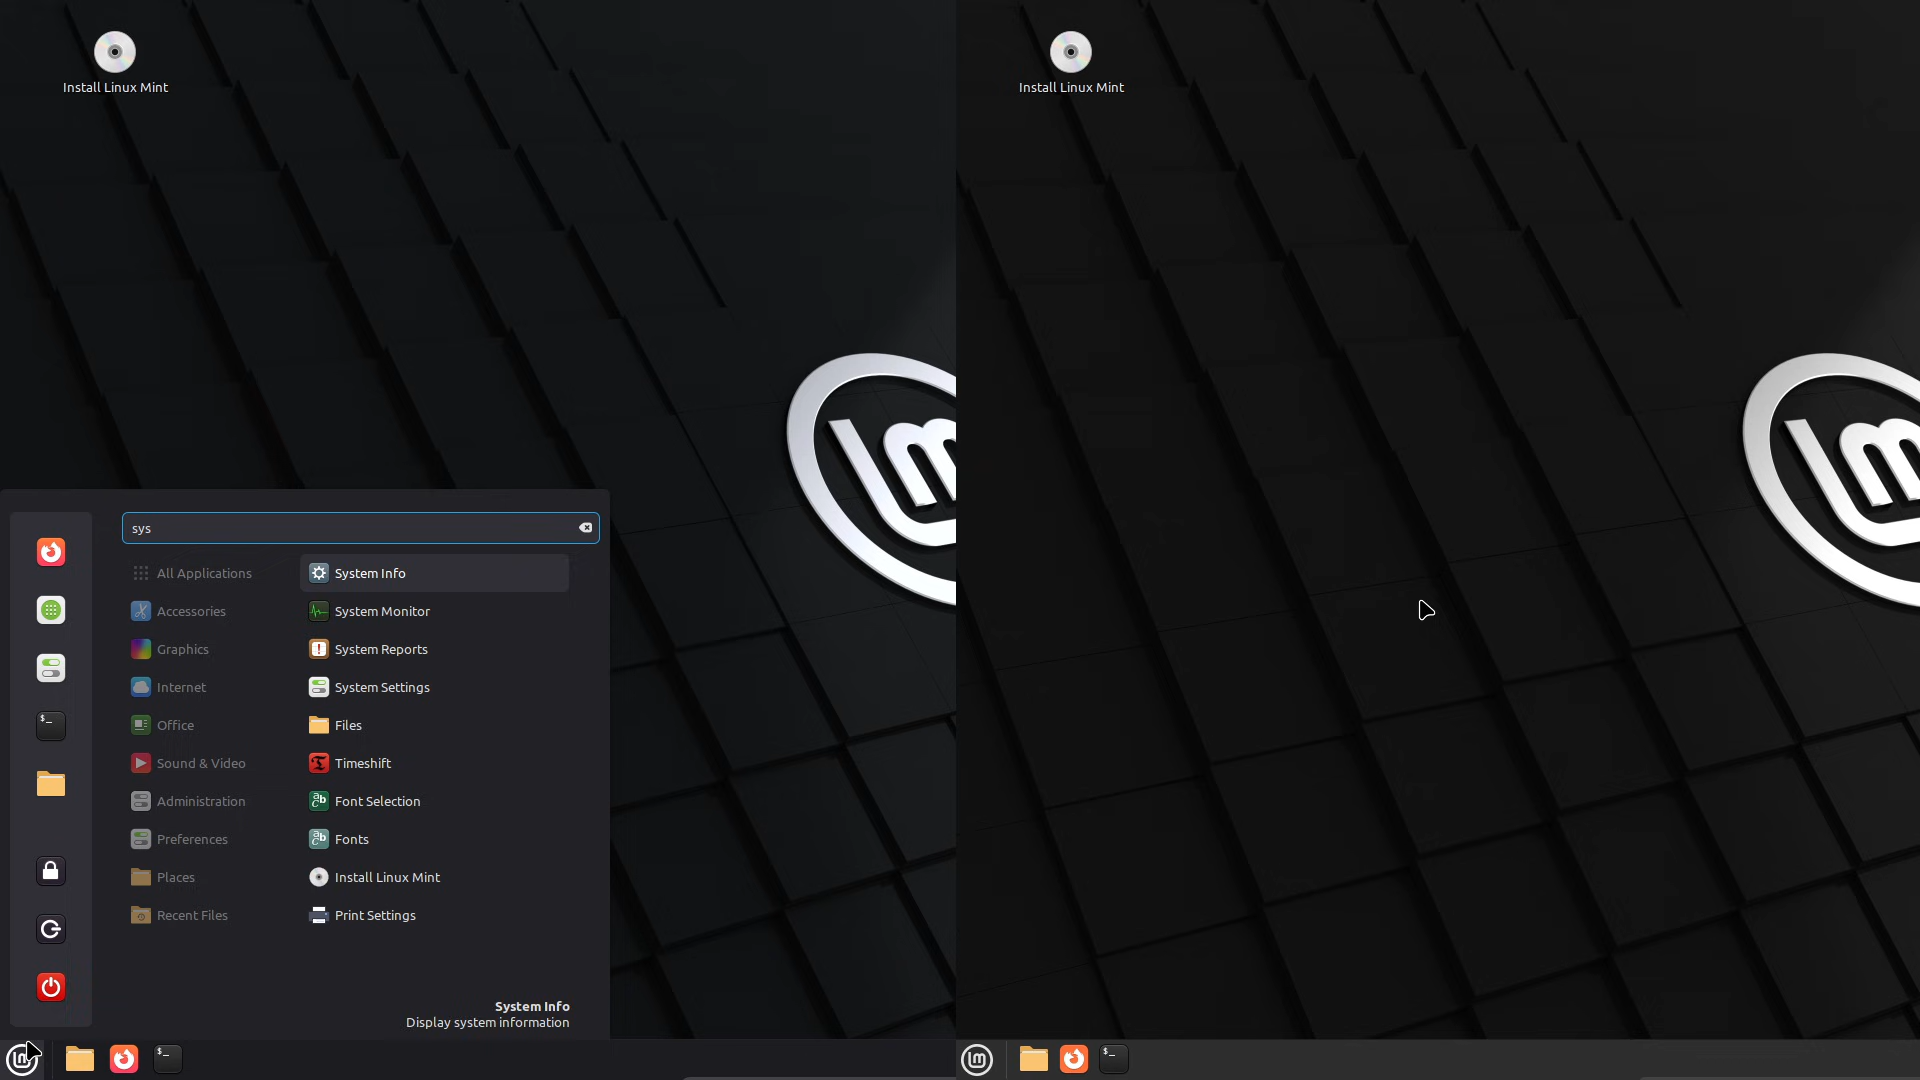 Install Linux Mint
Install Linux Mint
sys
All Applications
System Info
Accessories
System Monitor
Graphics
System Reports
Internet
System Settings
Office
Files
Sound & Video
Timeshift
Administration
Font Selection
Preferences
Fonts
Places
Install Linux Mint
Recent Files
Print Settings
System Info
Display system information